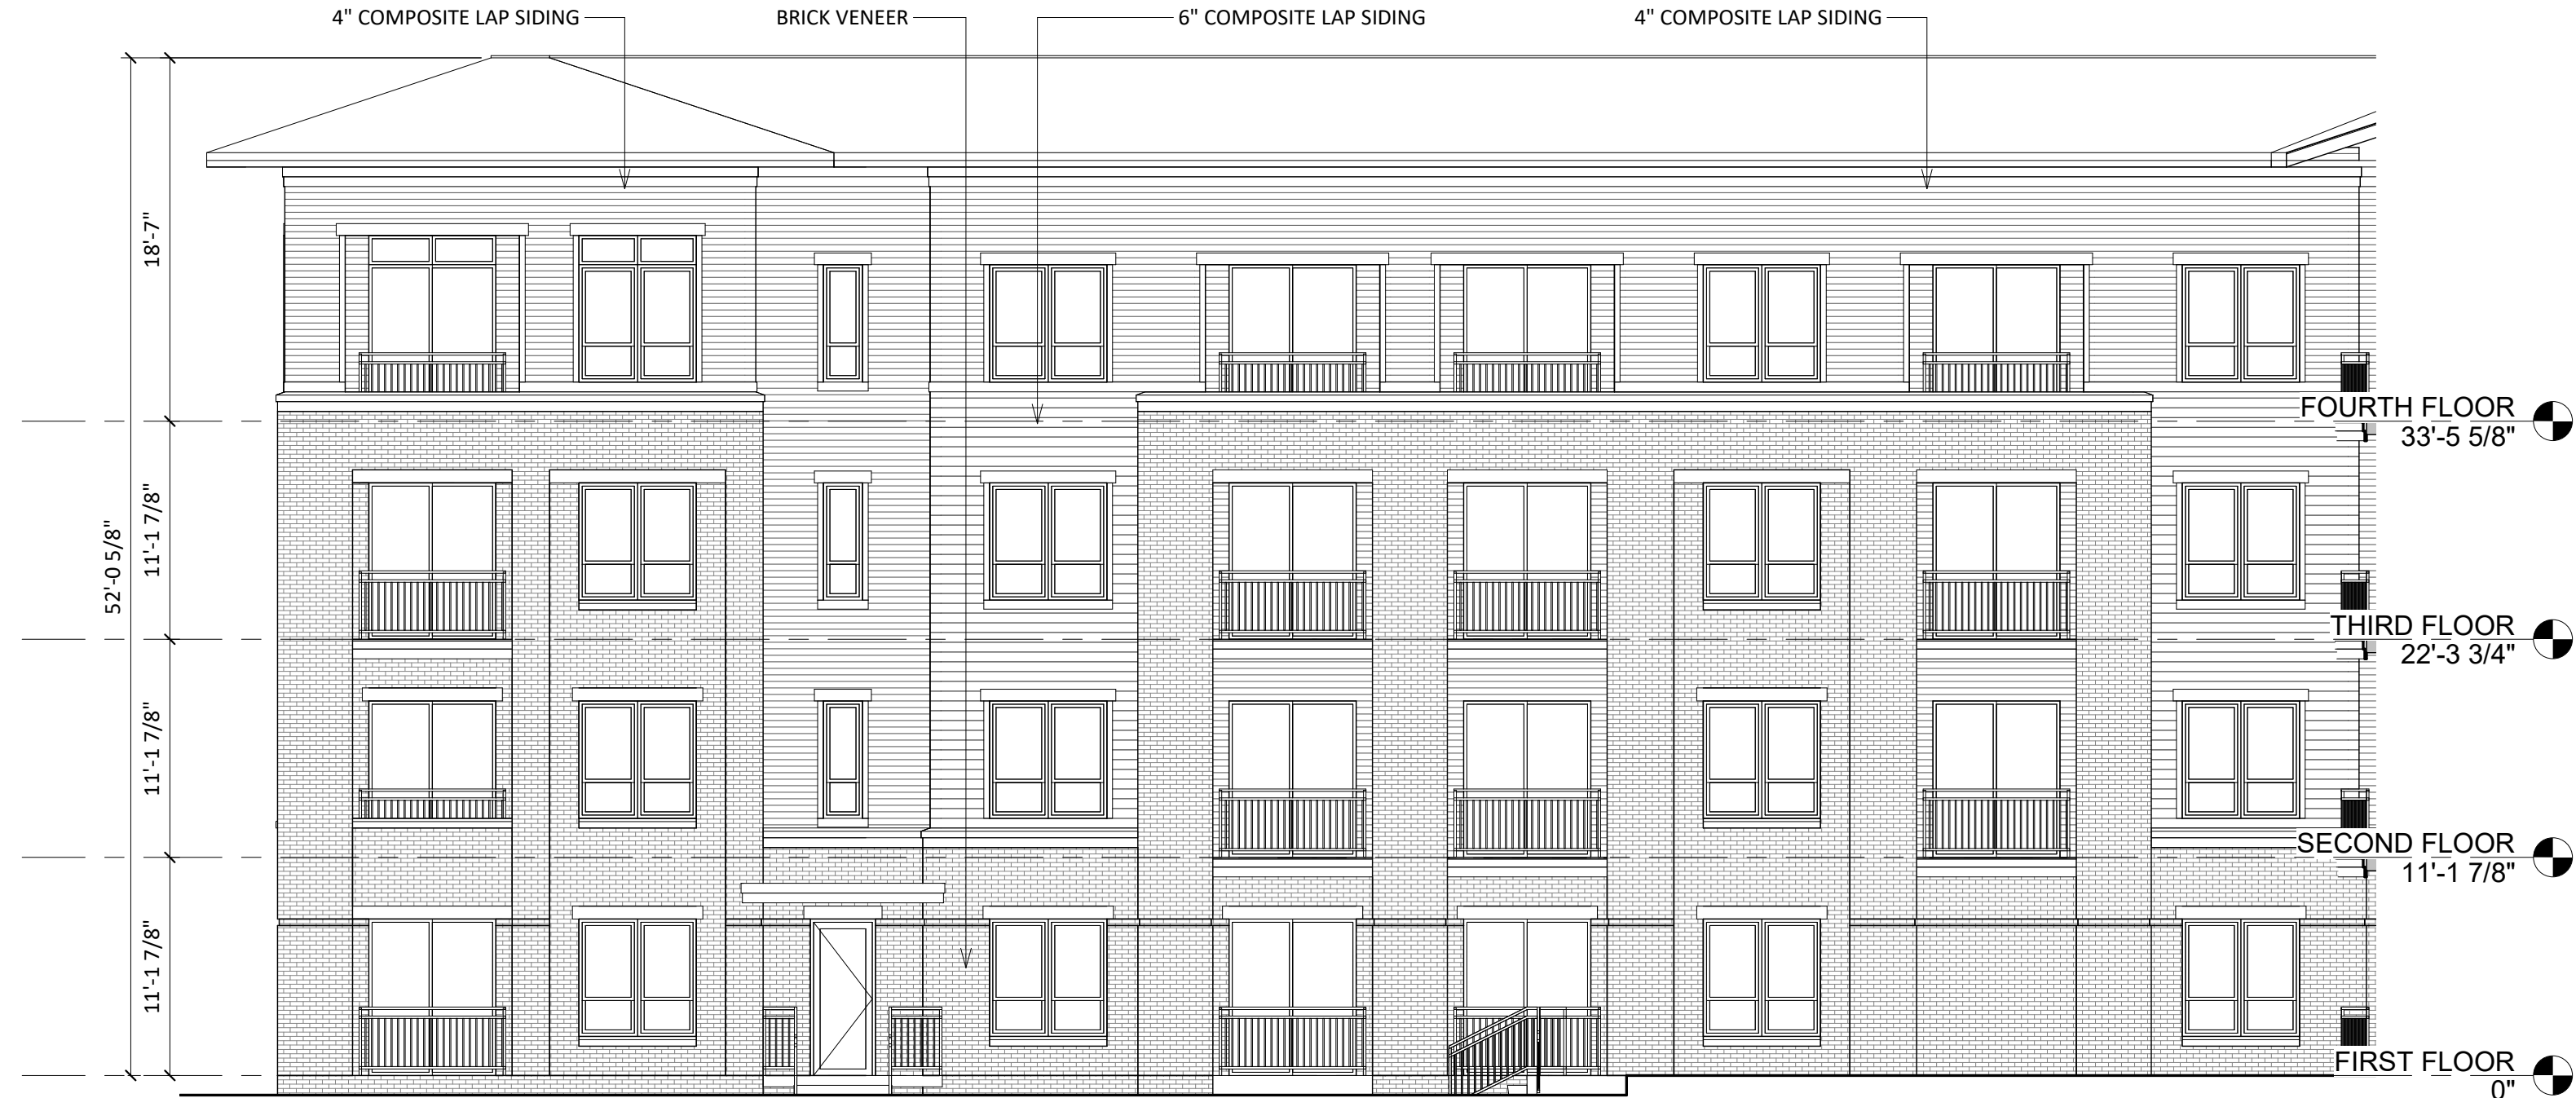 4" COMPOSITE LAP SIDING
BRICK VENEER
6" COMPOSITE LAP SIDING
4" COMPOSITE LAP SIDING
18'-7"
52'-0 5/8"
11'-1 7/8"
11'-1 7/8"
11'-1 7/8"
FOURTH FLOOR
33'-5 5/8"
THIRD FLOOR
22'-3 3/4"
SECOND FLOOR
11'-1 7/8"
FIRST FLOOR
0"